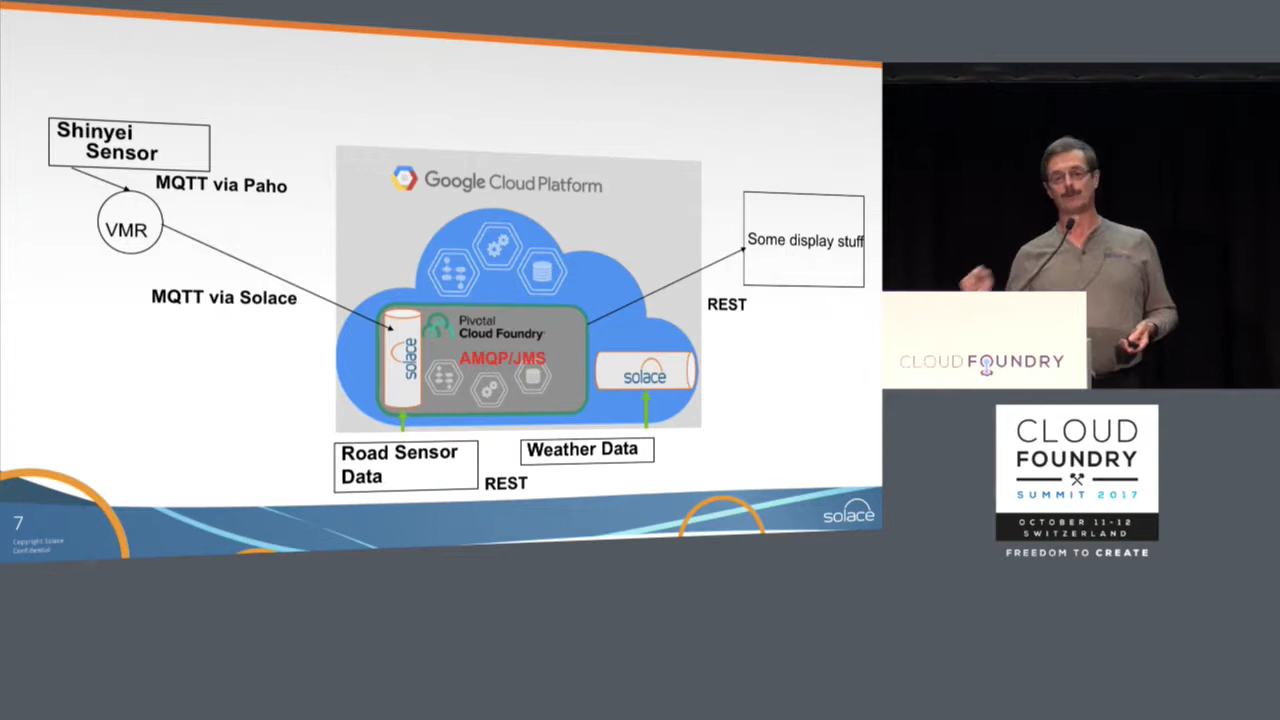 Shinyei
Sensor
MQTT via Paho
VMR
MQTT via Solace
Google Cloud Platform
Pivotal
Cloud Foundry
AMQP/JMS
solace
solace
Some display stuff
REST
Road Sensor
Data
REST
Weather Data
7
Copyright Solace
Confidential
solace
CLOUD FOUNDRY
CLOUD
FOUNDRY
SUMMIT 2017
OCTOBER 11-12
SWITZERLAND
FREEDOM TO CREATE